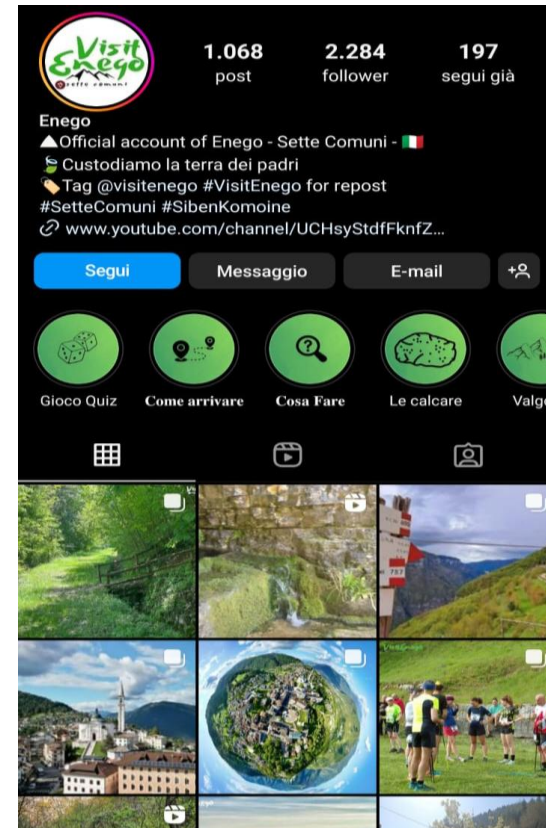 Visit
Enego
sette comuni
1.068
post
2.284
follower
197
segui già
Enego
Official account of Enego - Sette Comuni -
Custodiamo la terra dei padri
Tag @visitenego #VisitEnego for repost
#SetteComuni #SibenKomoine
www.youtube.com/channel/UCHsyStdfFknfZ...
Segui
Messaggio
E-mail
Gioco Quiz
Come arrivare
Cosa Fare
Le calcare
Valg
VisitEnego